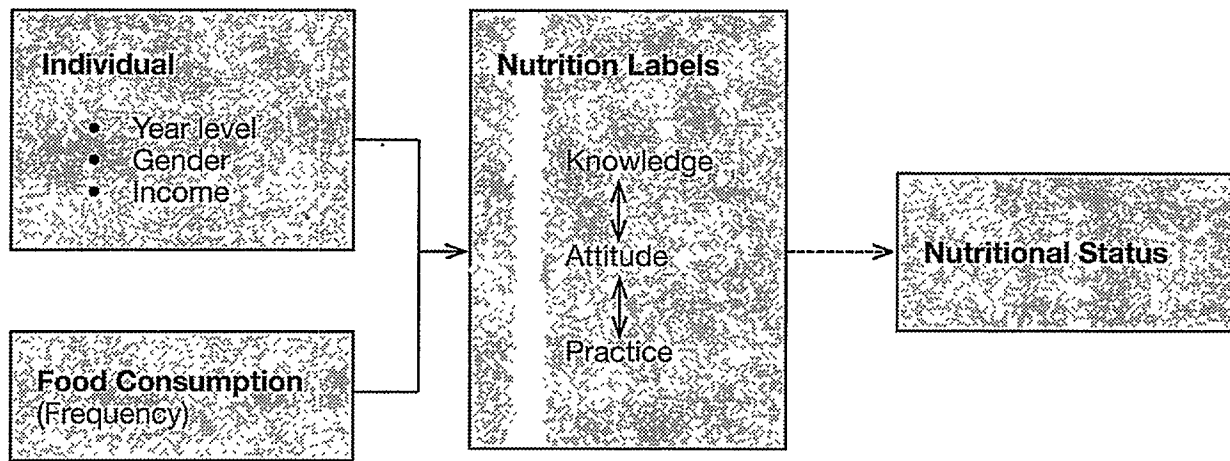 Individual
• Year level
• Gender
• Income
Food Consumption
(Frequency)
Nutrition Labels
Knowledge
Attitude
Practice
Nutritional Status